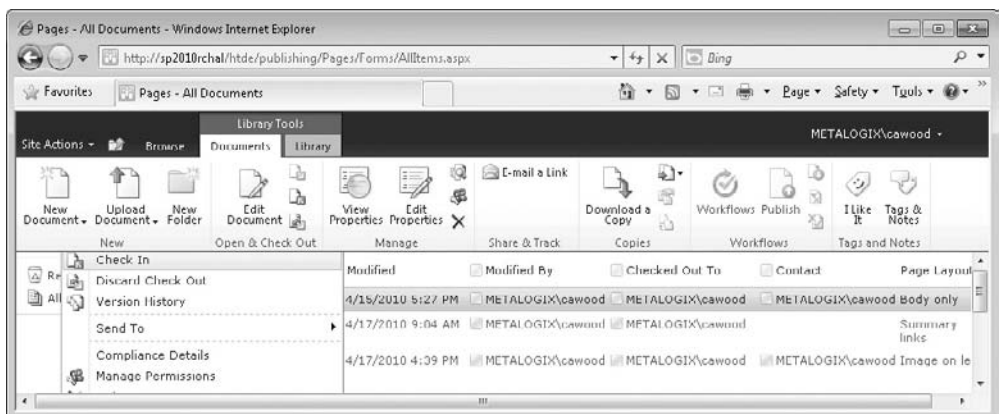 Pages - All Documents - Windows Internet Explorer
http://sp2010rchal/htde/publishing/Pages/Forms/AllItems.aspx
Bing
Favorites
Pages - All Documents
Page
Safety
Tools
Library Tools
METALOGIX\cawood
Site Actions
Browse
Documents
Library
New Document
Upload Document
New Folder
Edit Document
View Properties
Edit Properties
E-mail a Link
Download a Copy
Workflows
Publish
I Like It
Tags & Notes
New
Open & Check Out
Manage
Share & Track
Copies
Workflows
Tags and Notes
Check In
Discard Check Out
Version History
Send To
Compliance Details
Manage Permissions
Re
All
Modified
Modified By
Checked Out To
Contact
Page Layout
4/15/2010 5:27 PM METALOGIX\cawood METALOGIX\cawood METALOGIX\cawood Body only
4/17/2010 9:04 AM METALOGIX\cawood METALOGIX\cawood Summary links
4/17/2010 4:39 PM METALOGIX\cawood METALOGIX\cawood METALOGIX\cawood Image on le